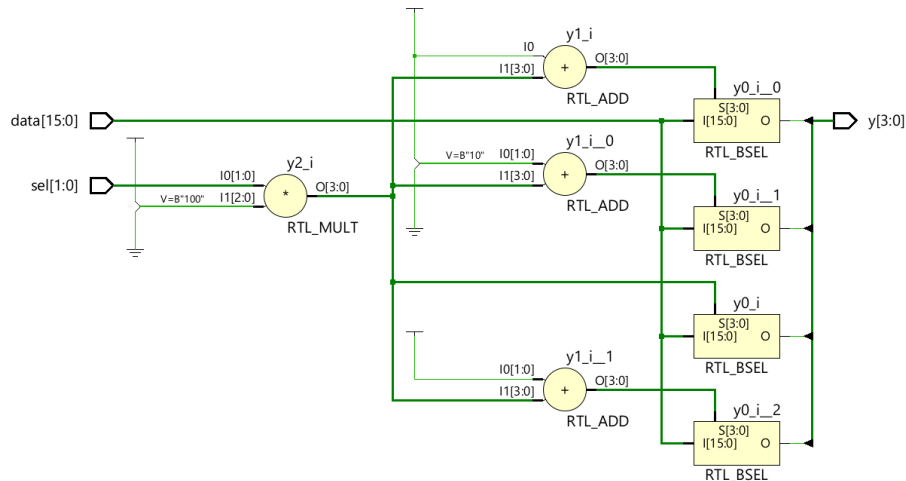 y1_i
I0
I1[3:0]
+
O[3:0]
RTL_ADD
y0_i__0
S[3:0]
I[15:0]
O
RTL_BSEL
data[15:0]
y[3:0]
sel[1:0]
y2_i
I0[1:0]
V=B"100"
I1[2:0]
*
O[3:0]
RTL_MULT
y1_i__0
V=B"10"
I0[1:0]
I1[3:0]
+
O[3:0]
RTL_ADD
y0_i__1
S[3:0]
I[15:0]
O
RTL_BSEL
y0_i
S[3:0]
I[15:0]
O
RTL_BSEL
y1_i__1
I0[1:0]
I1[3:0]
+
O[3:0]
RTL_ADD
y0_i__2
S[3:0]
I[15:0]
O
RTL_BSEL